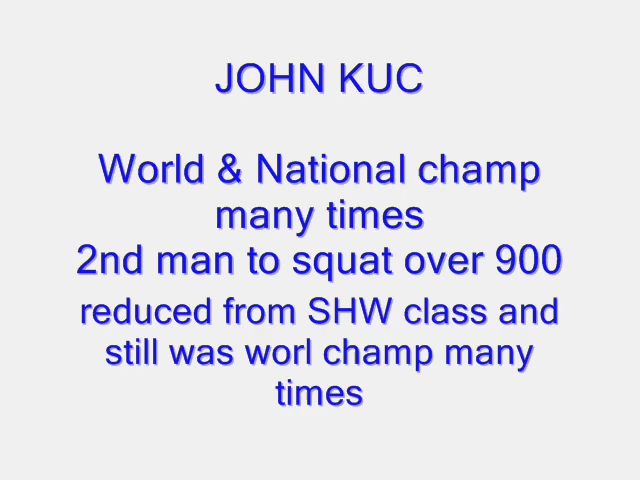 JOHN KUC
World & National champ
many times
2nd man to squat over 900
reduced from SHW class and
still was worl champ many
times